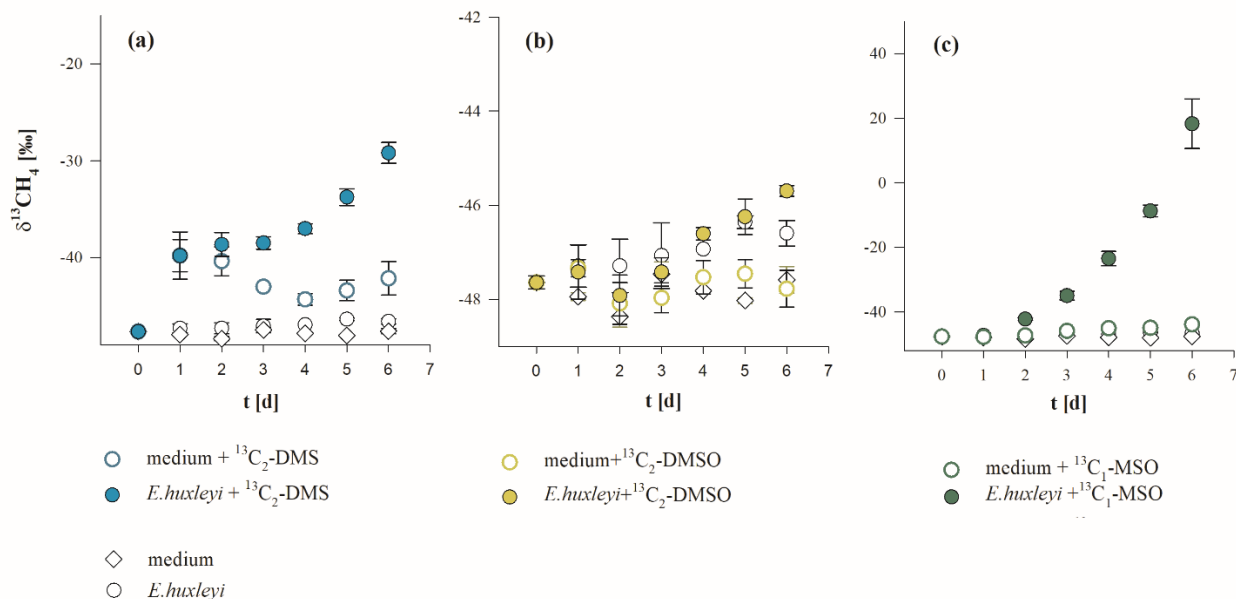 (a)
(b)
(c)
δ¹³CH₄ [‰]
-20
-30
-40
0 1 2 3 4 5 6 7
t [d]
-42
-44
-46
-48
0 1 2 3 4 5 6 7
t [d]
40
20
0
-20
-40
0 1 2 3 4 5 6 7
t [d]
medium + ¹³C₂-DMS
E.huxleyi + ¹³C₂-DMS
medium
E.huxleyi
medium+¹³C₂-DMSO
E.huxleyi+¹³C₂-DMSO
medium + ¹³C₁-MSO
E.huxleyi +¹³C₁-MSO